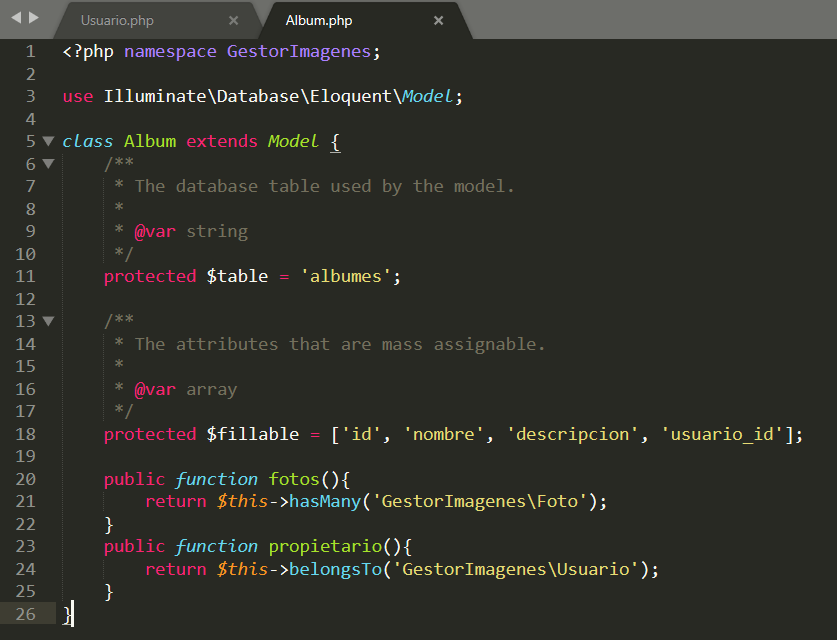 Usuario.php × Album.php ×
1 <?php namespace GestorImagenes;
2
3 use Illuminate\Database\Eloquent\Model;
4
5 class Album extends Model {
6 /**
7 * The database table used by the model.
8 *
9 * @var string
10 */
11 protected $table = 'albumes';
12
13 /**
14 * The attributes that are mass assignable.
15 *
16 * @var array
17 */
18 protected $fillable = ['id', 'nombre', 'descripcion', 'usuario_id'];
19
20 public function fotos(){
21 return $this->hasMany('GestorImagenes\Foto');
22 }
23 public function propietario(){
24 return $this->belongsTo('GestorImagenes\Usuario');
25 }
26 }